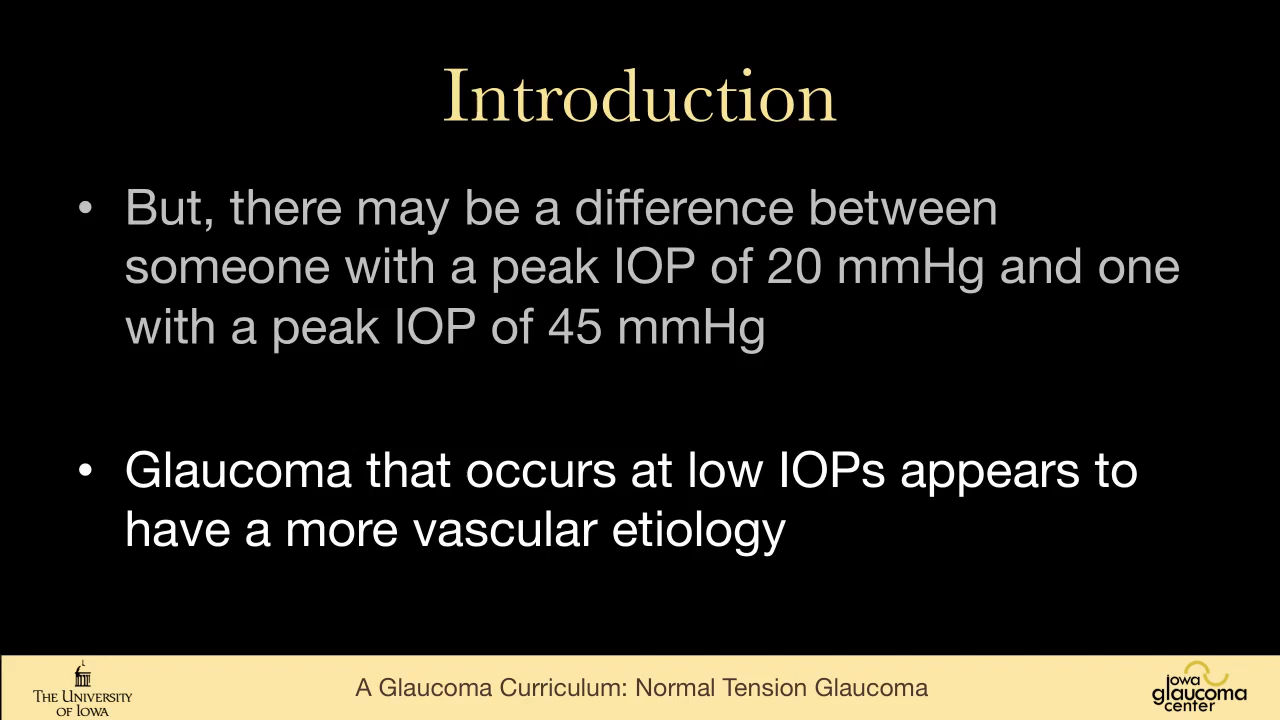 Introduction
• But, there may be a difference between
someone with a peak IOP of 20 mmHg and one
with a peak IOP of 45 mmHg
• Glaucoma that occurs at low IOPs appears to
have a more vascular etiology
THE UNIVERSITY
OF IOWA
A Glaucoma Curriculum: Normal Tension Glaucoma
iowa
glaucoma
center